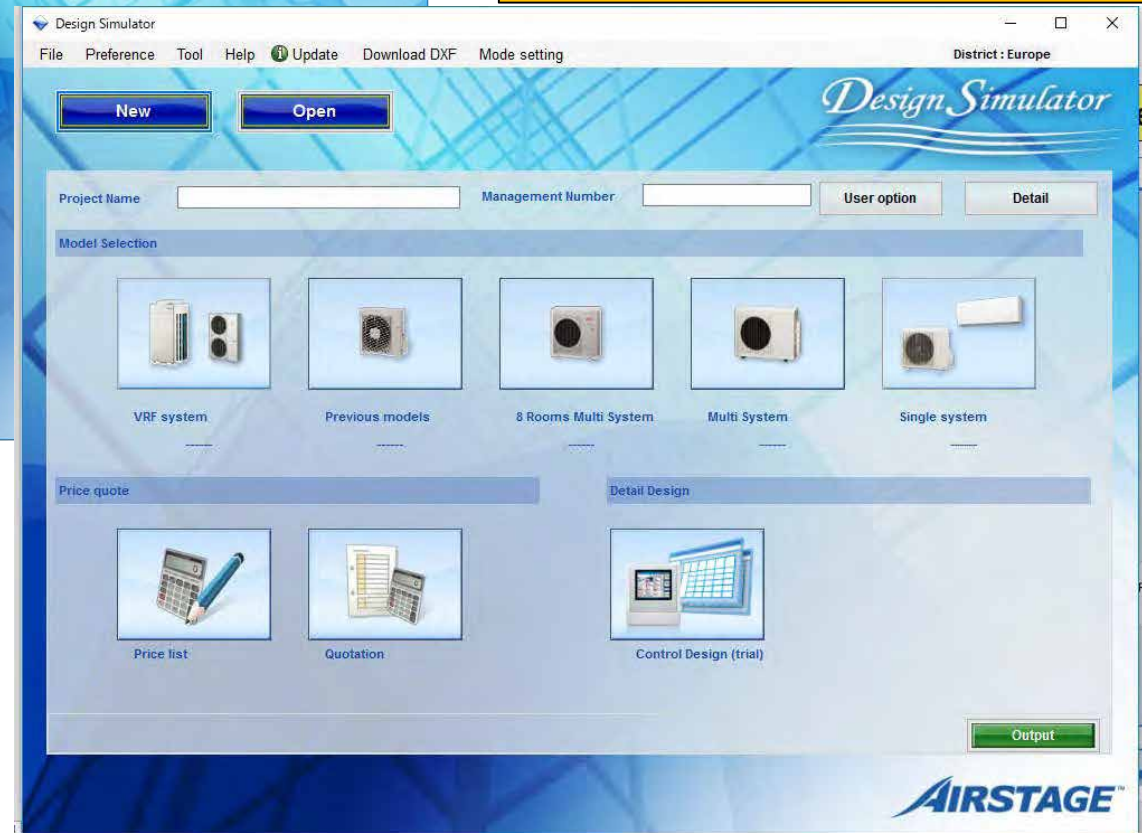 Design Simulator
File Preference Tool Help Update Download DXF Mode setting District : Europe
New Open Design Simulator
Project Name Management Number User option Detail
Model Selection
VRF system Previous models 8 Rooms Multi System Multi System Single system
------ ------ ------ ------ ------
Price quote Detail Design
Price list Quotation Control Design (trial)
Output
AIRSTAGE™